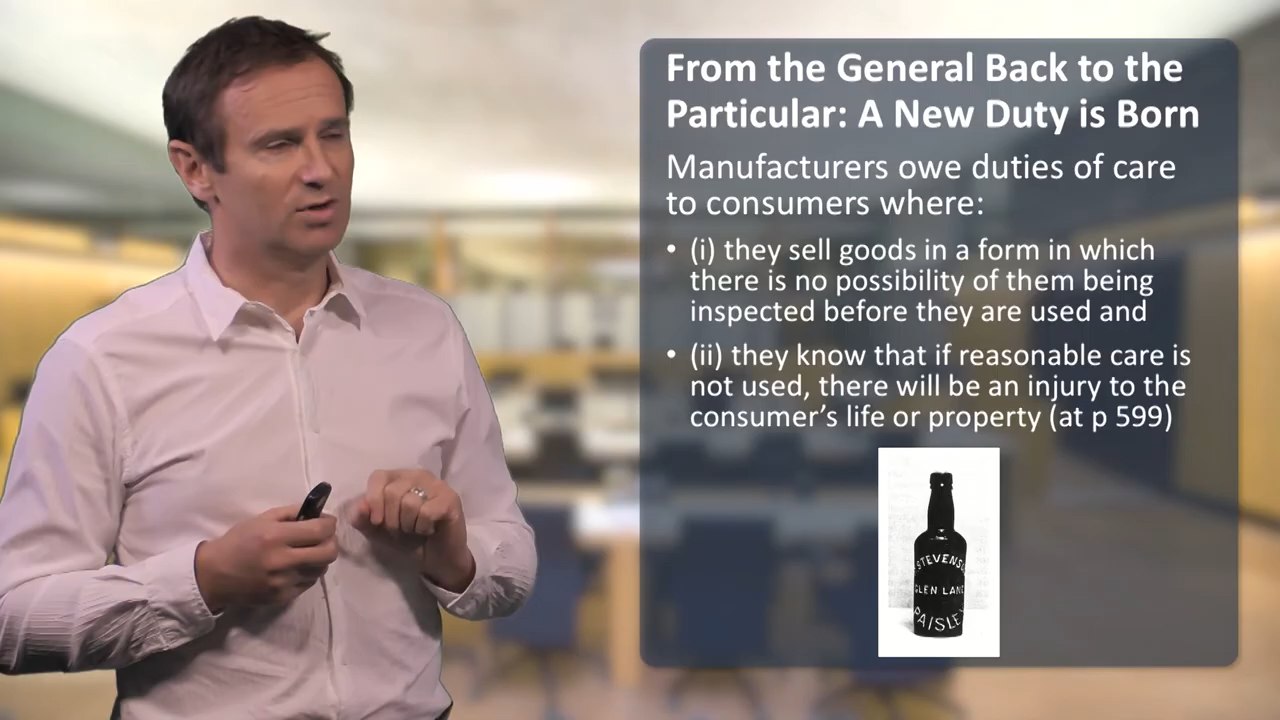 From the General Back to the
Particular: A New Duty is Born
Manufacturers owe duties of care
to consumers where:
• (i) they sell goods in a form in which
there is no possibility of them being
inspected before they are used and
• (ii) they know that if reasonable care is
not used, there will be an injury to the
consumer’s life or property (at p 599)
STEVENS
GLEN LANE
PAISLEY